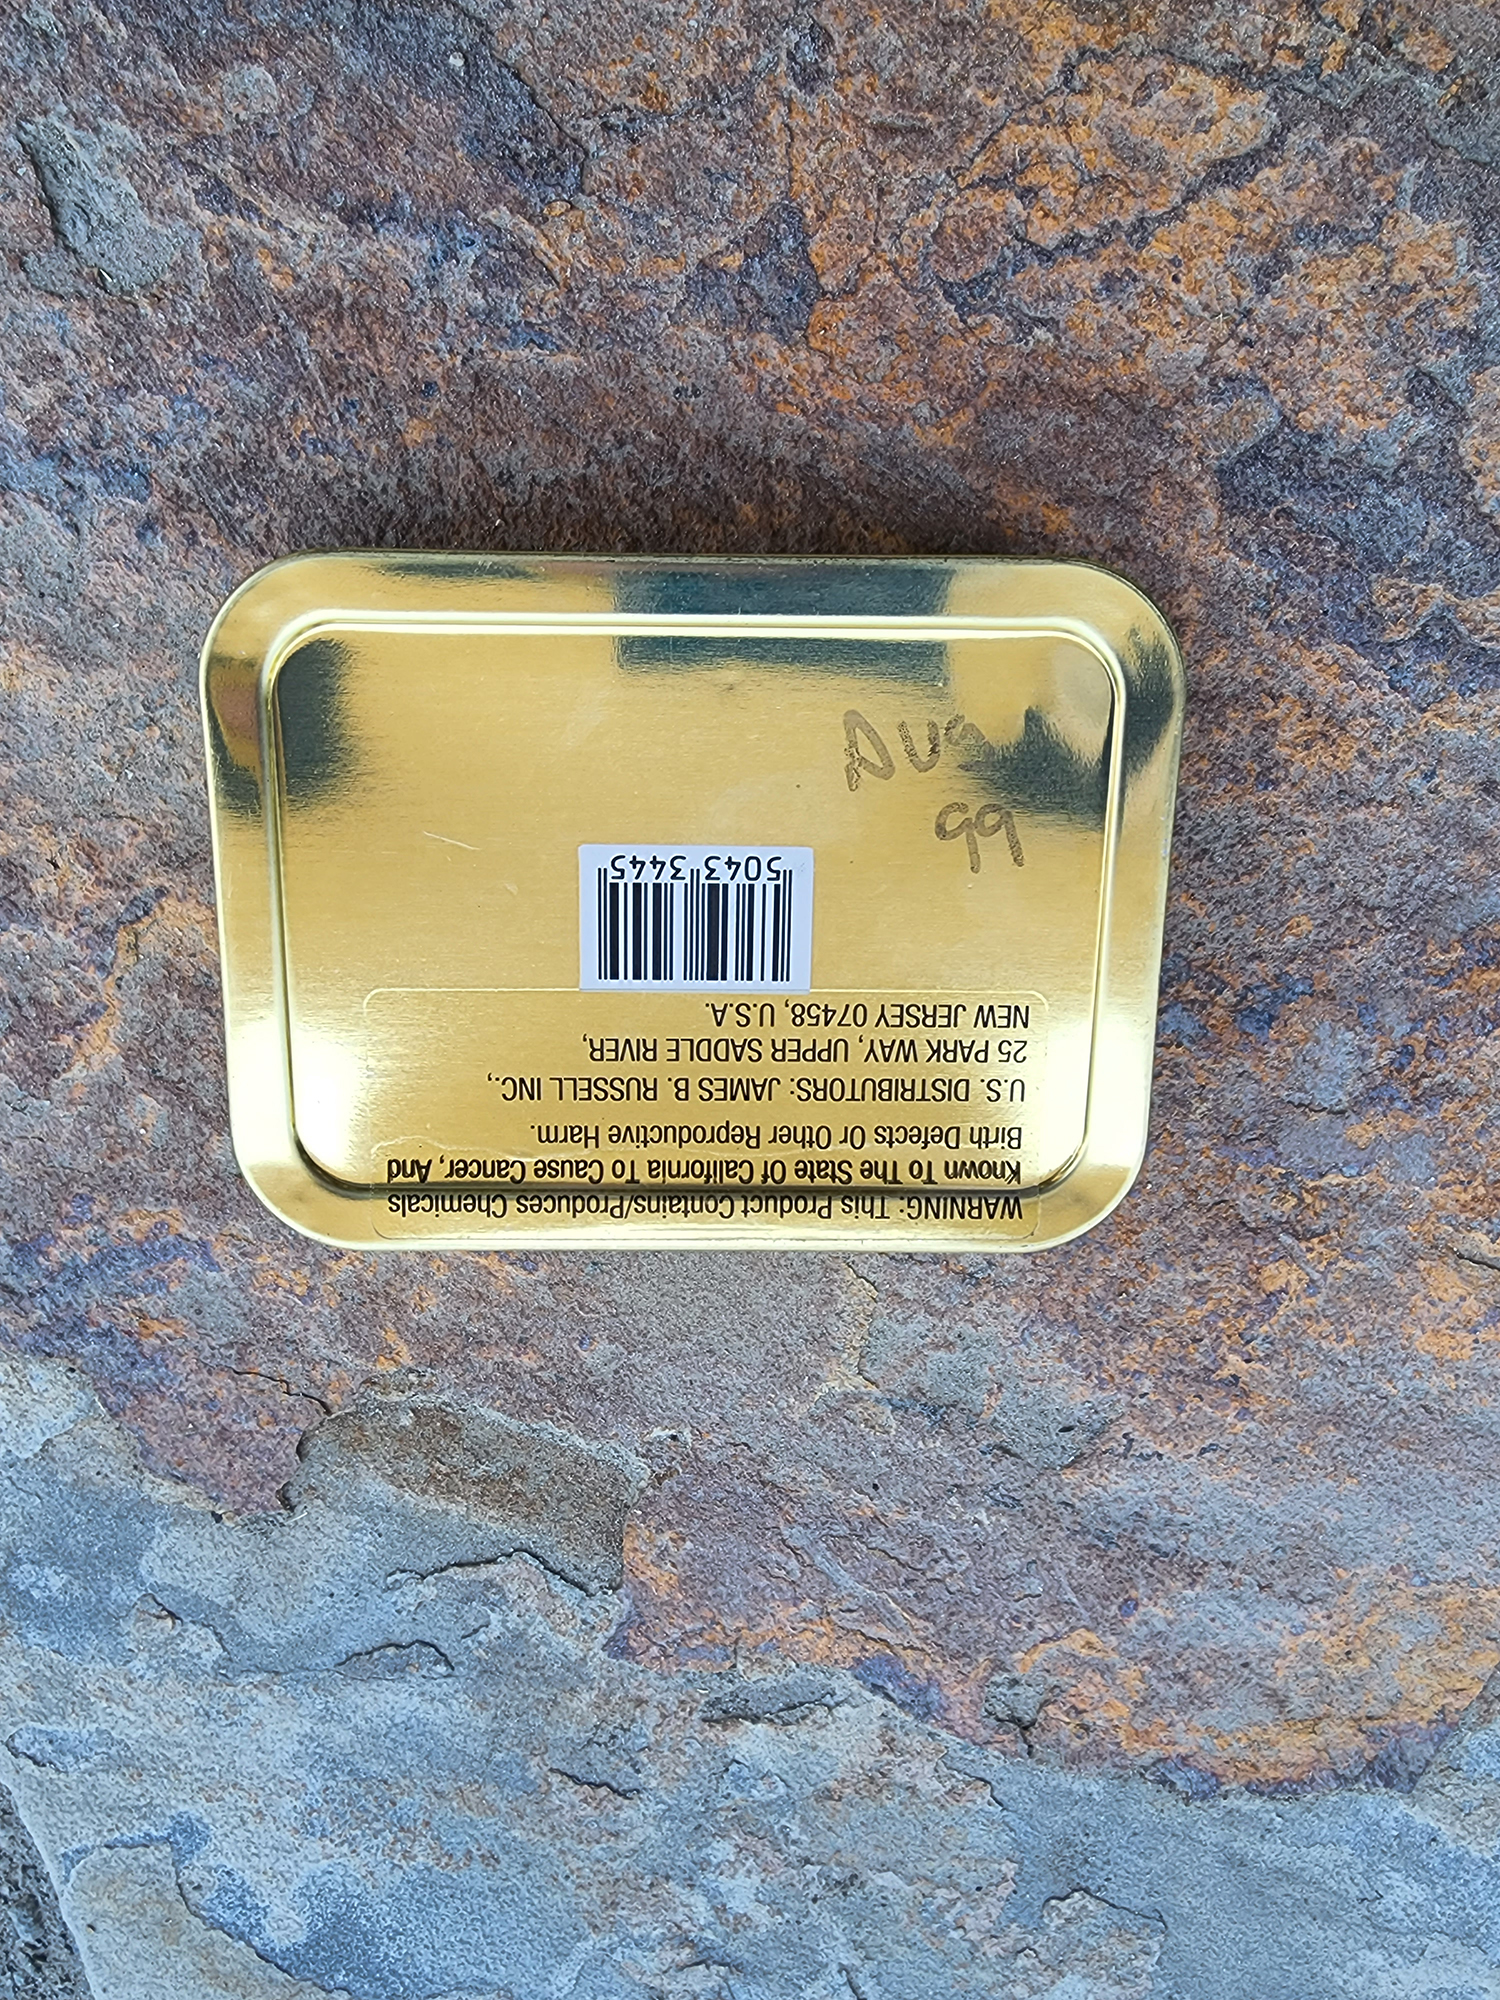 Aug
99
WARNING: This Product Contains/Produces Chemicals
Known To The State Of California To Cause Cancer, And
Birth Defects Or Other Reproductive Harm.
U.S. DISTRIBUTORS: JAMES B. RUSSELL INC.,
25 PARK WAY, UPPER SADDLE RIVER,
NEW JERSEY 07458, U.S.A.
5043 3445